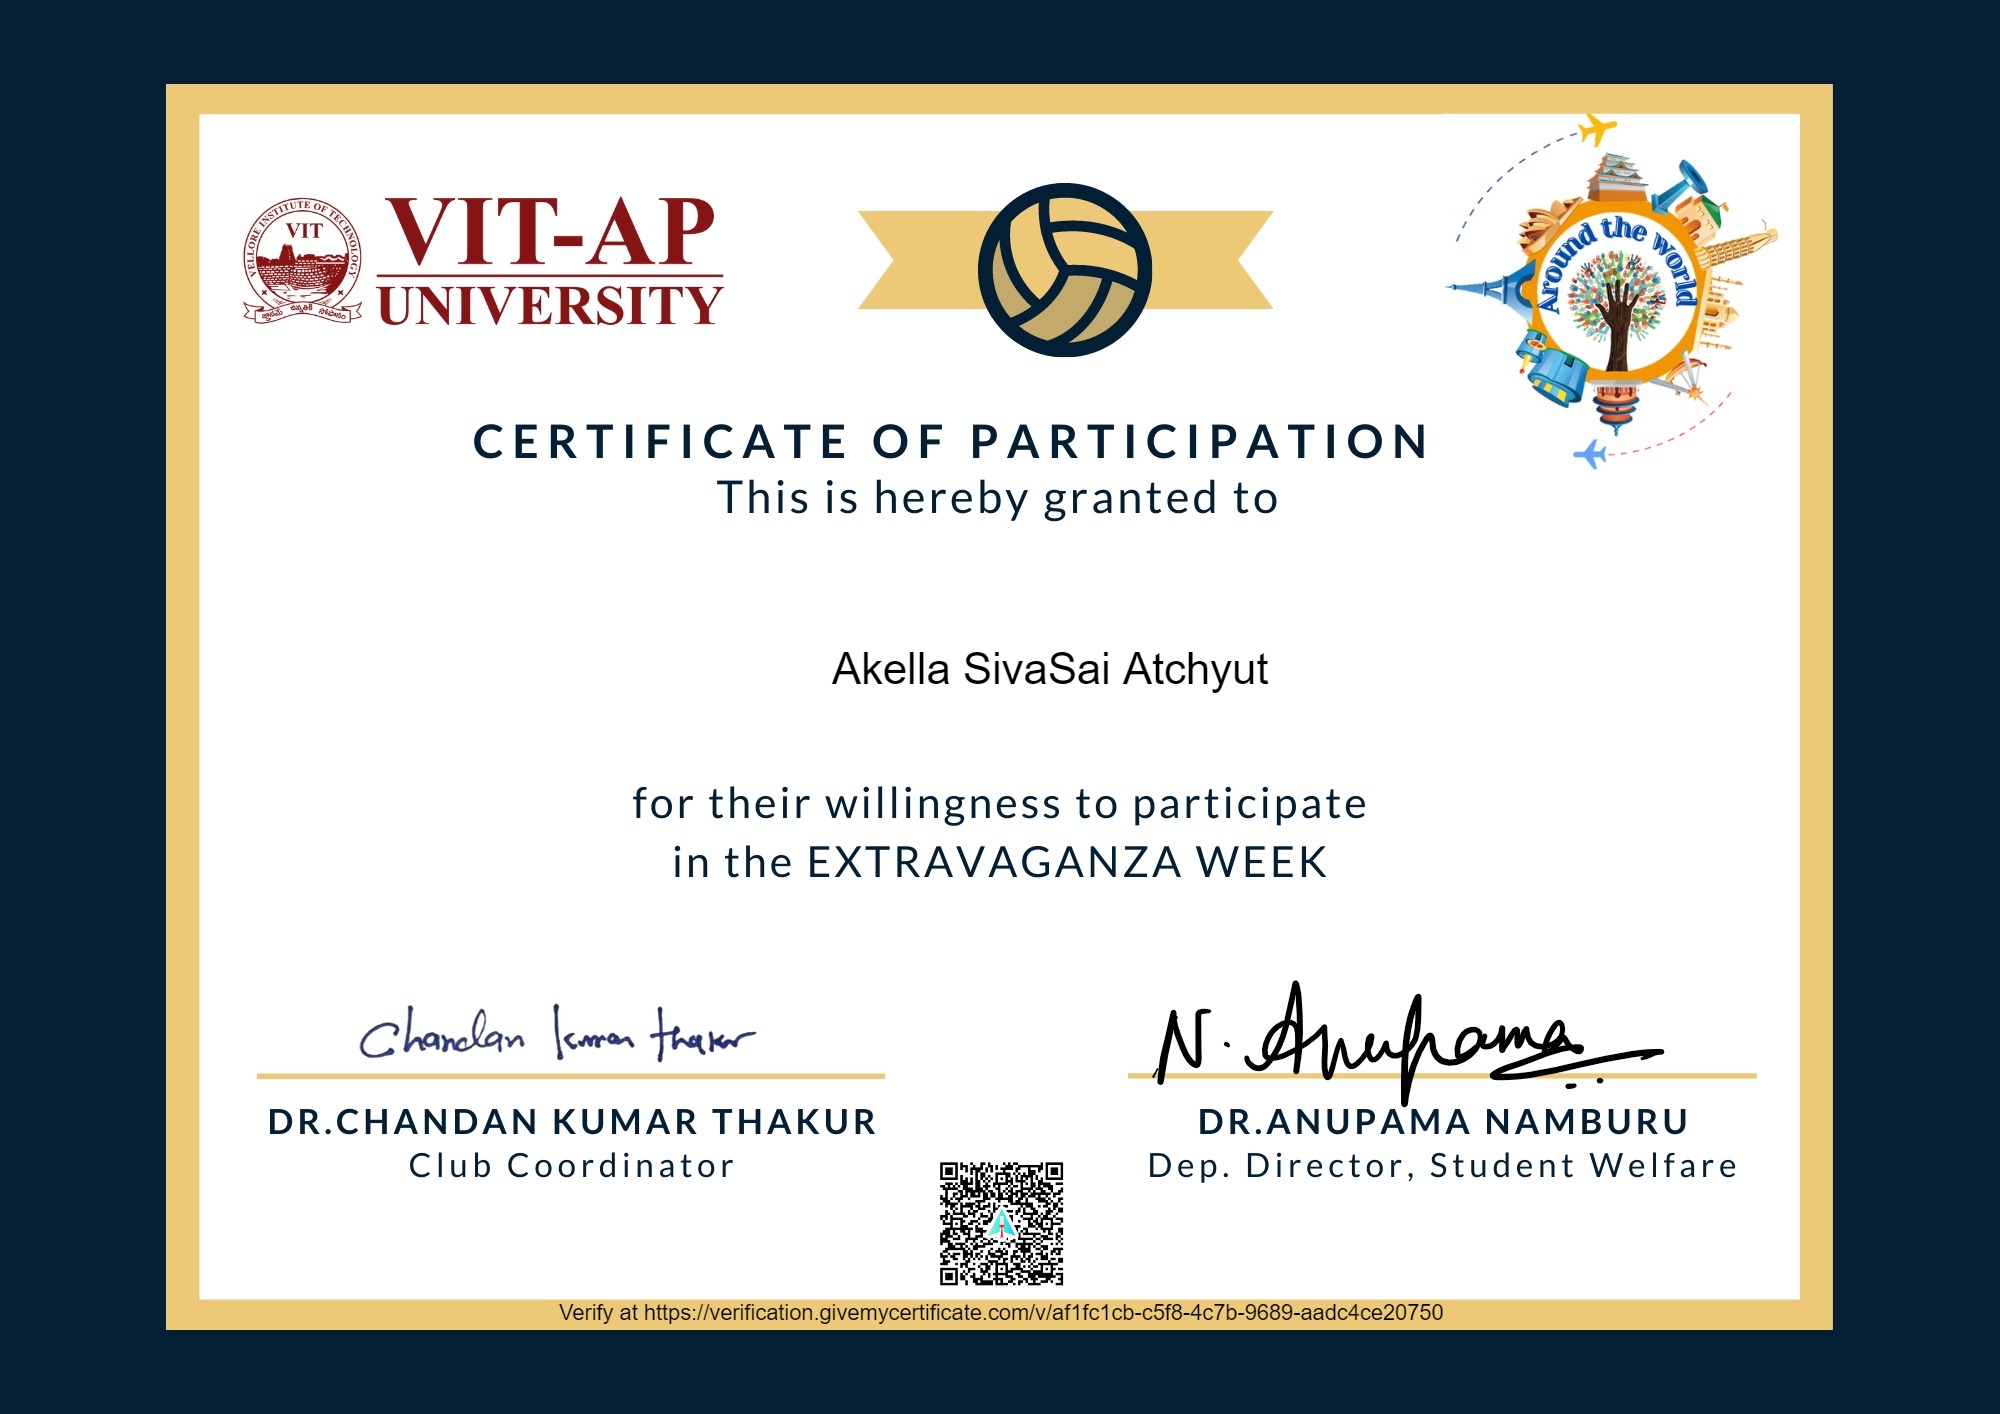 VELLORE INSTITUTE OF TECHNOLOGY
VIT
VIT-AP
UNIVERSITY
Around the world
CERTIFICATE OF PARTICIPATION
This is hereby granted to
Akella SivaSai Atchyut
for their willingness to participate
in the EXTRAVAGANZA WEEK
Chandan Kumar Thakur
N. Anupama
DR.CHANDAN KUMAR THAKUR
DR.ANUPAMA NAMBURU
Club Coordinator
Dep. Director, Student Welfare
Verify at https://verification.givemycertificate.com/v/af1fc1cb-c5f8-4c7b-9689-aadc4ce20750